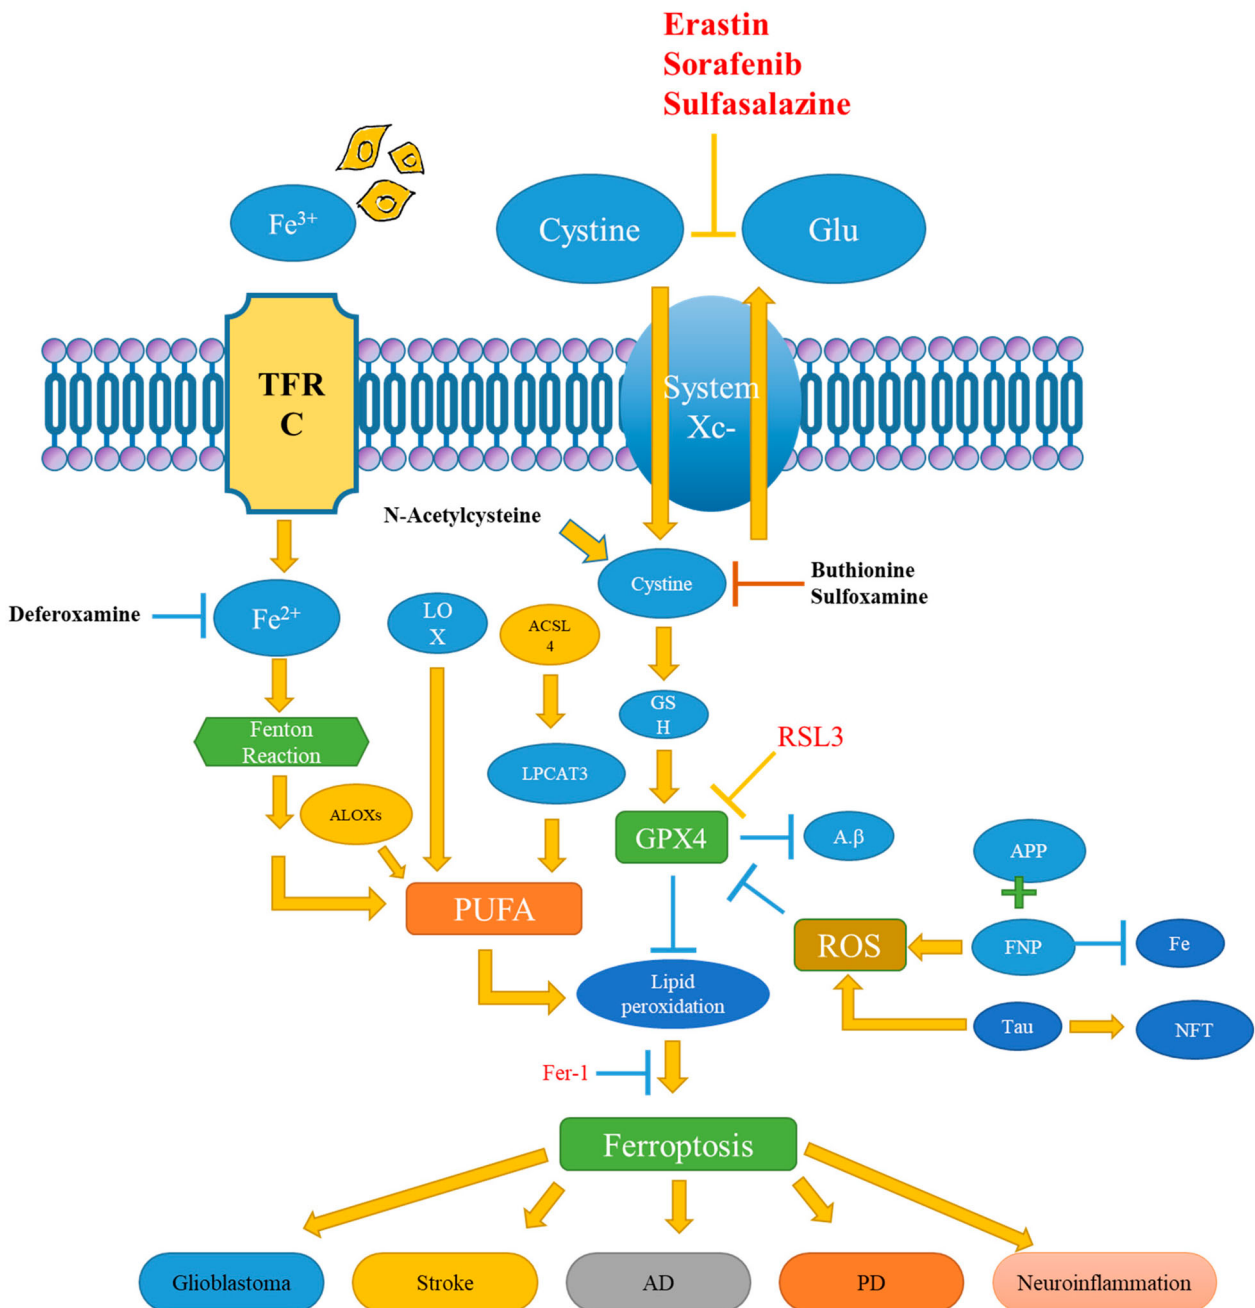 Erastin
Sorafenib
Sulfasalazine
Fe³⁺
Cystine
Glu
TFR
C
System
Xc-
N-Acetylcysteine
Cystine
Buthionine
Sulfoxamine
Deferoxamine
Fe²⁺
LO
X
ACSL
4
GS
H
Fenton
Reaction
LPCAT3
RSL3
ALOXs
GPX4
A.β
APP
PUFA
ROS
FNP
Fe
Lipid
peroxidation
Tau
NFT
Fer-1
Ferroptosis
Glioblastoma
Stroke
AD
PD
Neuroinflammation